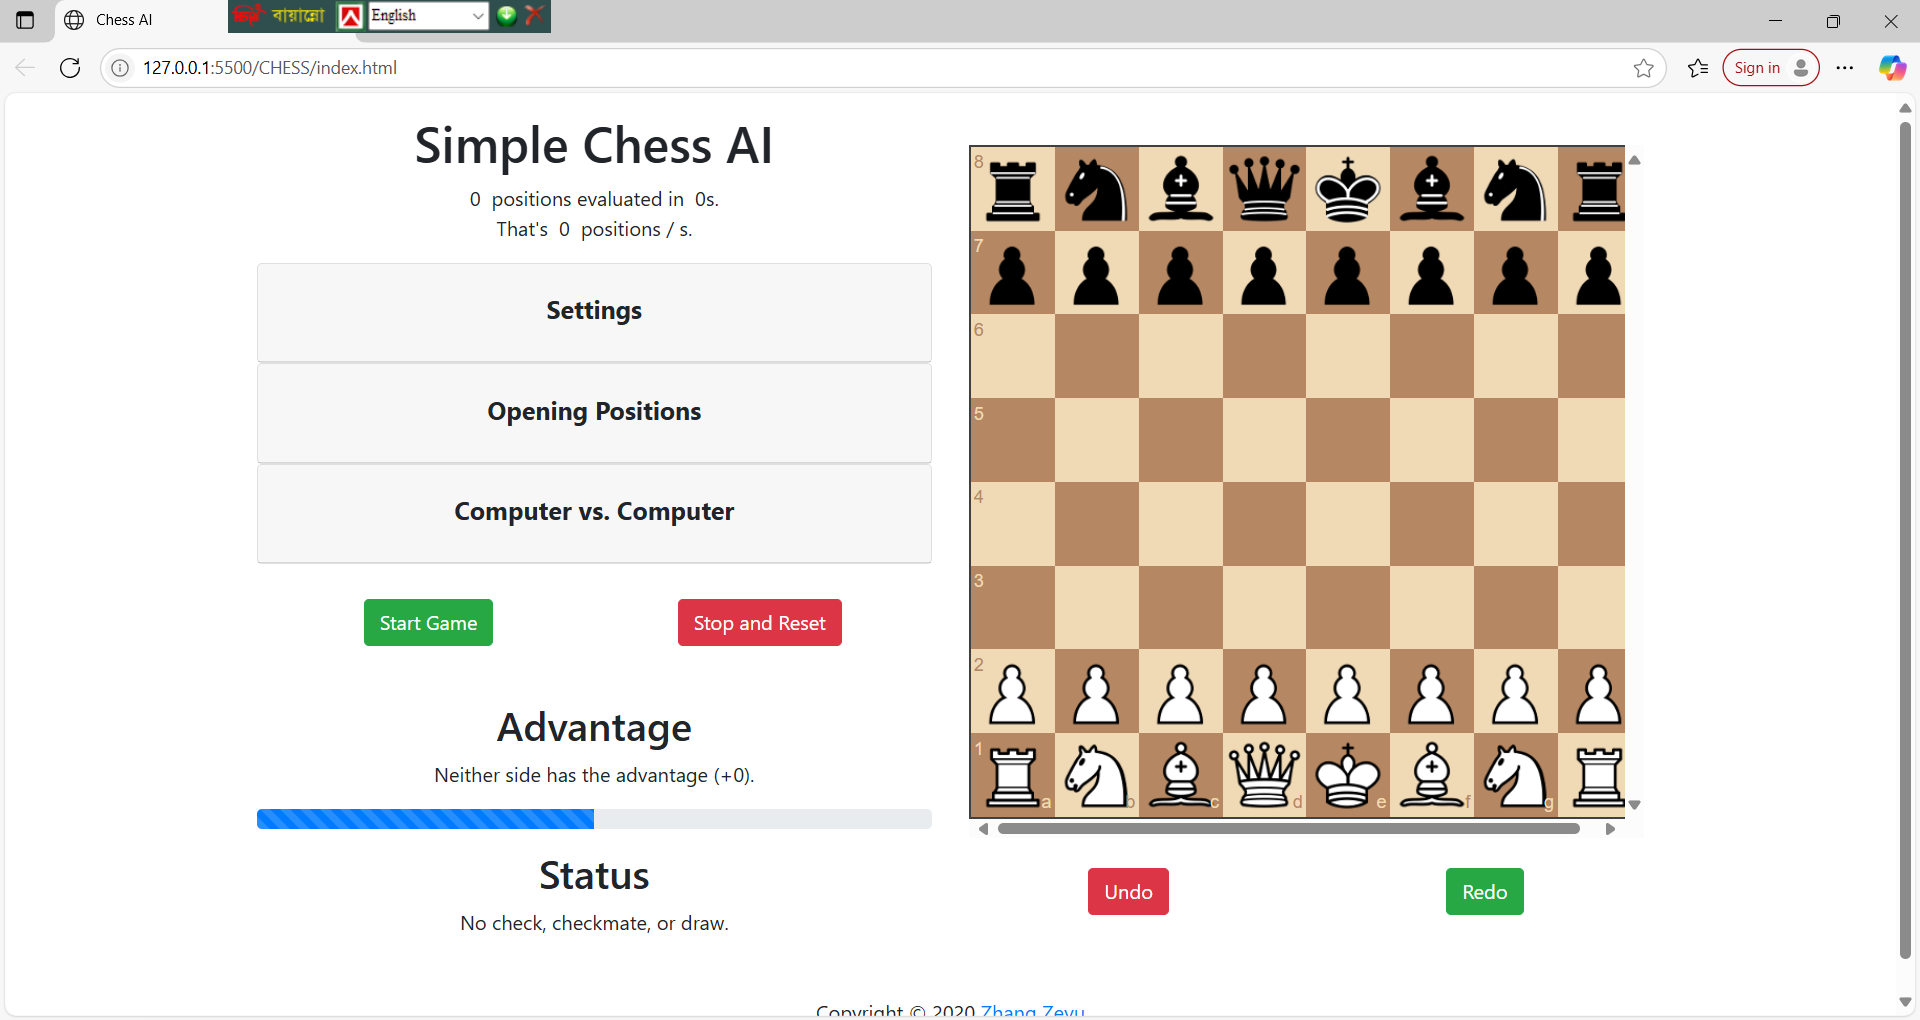 Chess AI
বায়ান্নো
English
127.0.0.1:5500/CHESS/index.html
Sign in
Simple Chess AI
0 positions evaluated in 0s.
That's 0 positions / s.
Settings
Opening Positions
Computer vs. Computer
Start Game
Stop and Reset
Advantage
Neither side has the advantage (+0).
Status
No check, checkmate, or draw.
8
7
6
5
4
3
2
1
a b c d e f g
Undo
Redo
Copyright © 2020 Zhang Zeyu